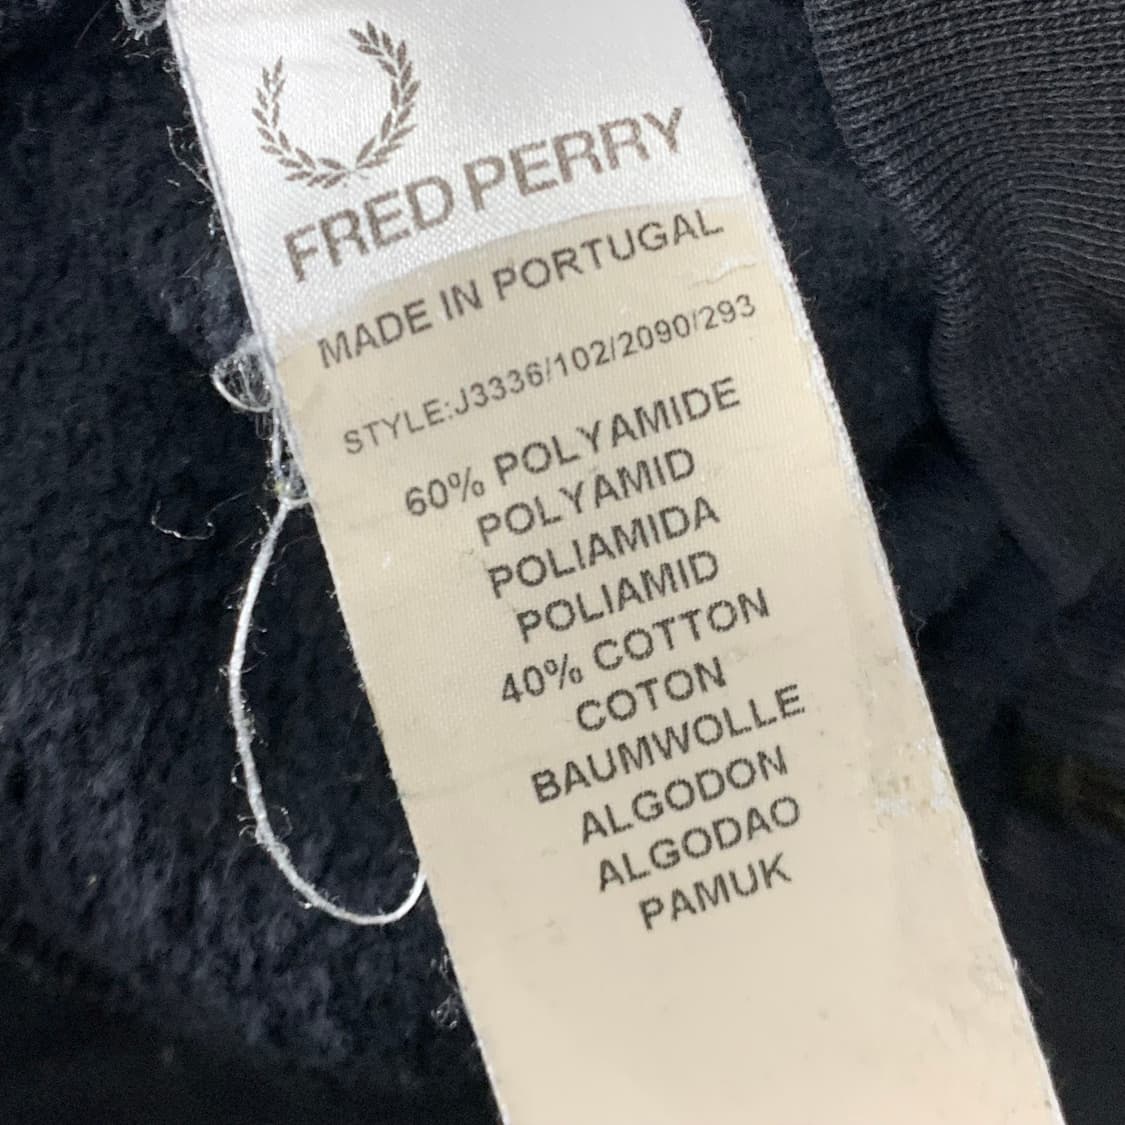 FRED PERRY
MADE IN PORTUGAL
STYLE:J3336/102/2090/293
60% POLYAMIDE
POLYAMID
POLIAMIDA
POLIAMID
40% COTTON
COTON
BAUMWOLLE
ALGODON
ALGODAO
PAMUK